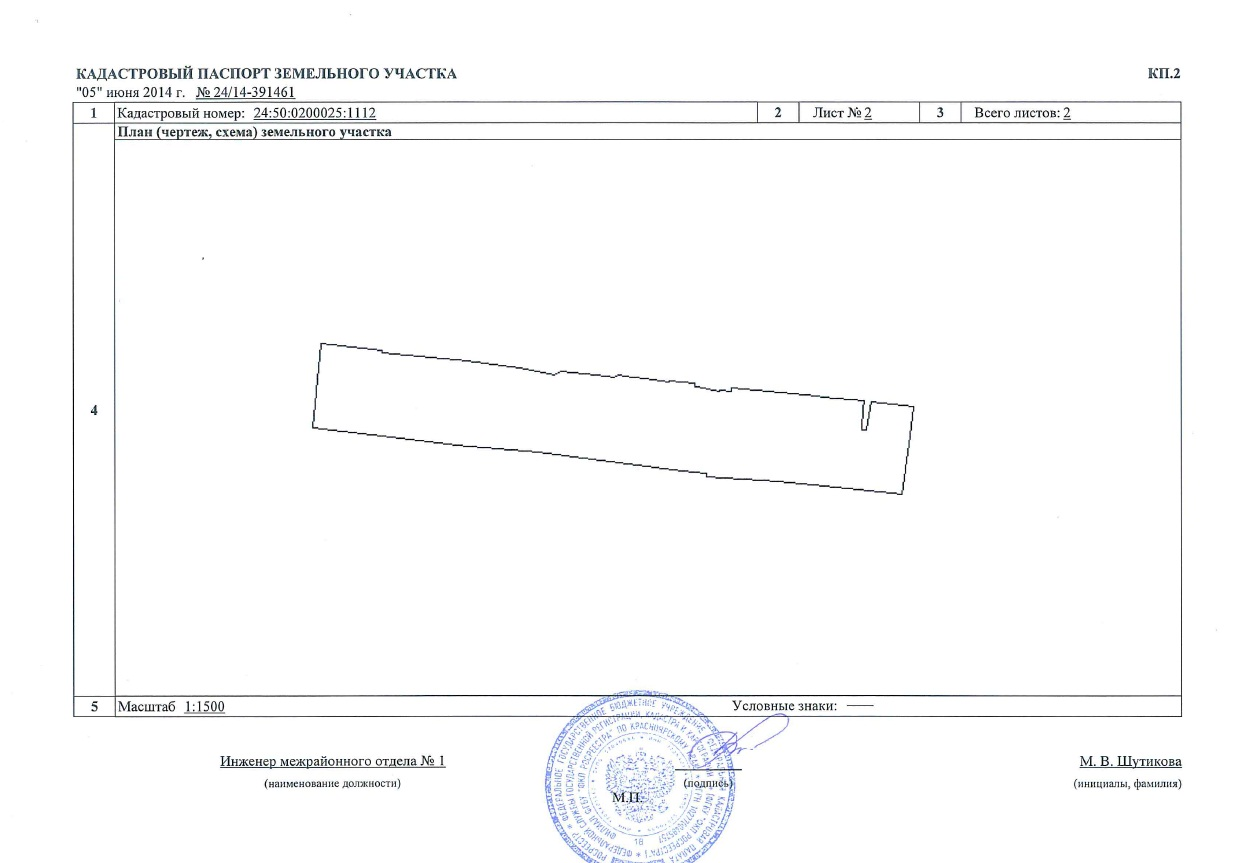 КАДАСТРОВЫЙ ПАСПОРТ ЗЕМЕЛЬНОГО УЧАСТКА КП.2
"05" июня 2014 г. № 24/14-391461
1 Кадастровый номер: 24:50:0200025:1112 2 Лист № 2 3 Всего листов: 2
План (чертеж, схема) земельного участка
4
5 Масштаб 1:1500 Условные знаки:
Инженер межрайонного отдела № 1 М. В. Шутикова
(наименование должности) (подпись) (инициалы, фамилия)
М.П.